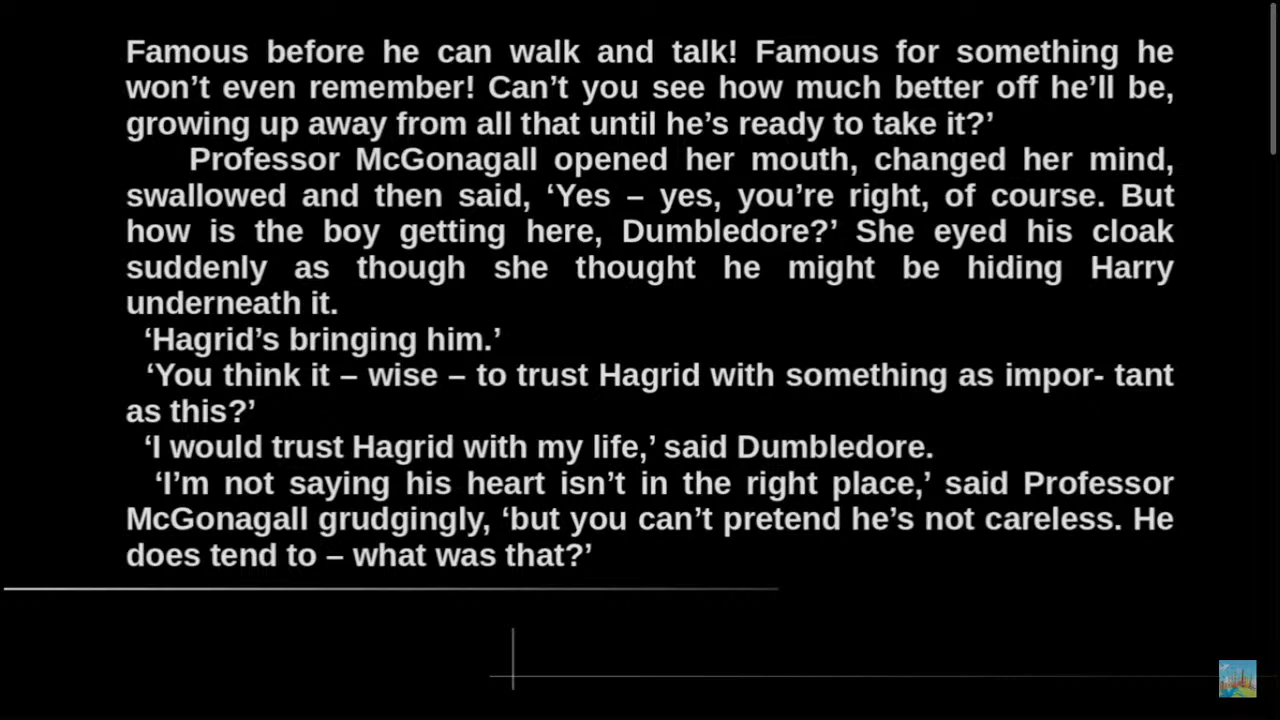 Famous before he can walk and talk! Famous for something he
won’t even remember! Can’t you see how much better off he’ll be,
growing up away from all that until he’s ready to take it?’
Professor McGonagall opened her mouth, changed her mind,
swallowed and then said, ‘Yes – yes, you’re right, of course. But
how is the boy getting here, Dumbledore?’ She eyed his cloak
suddenly as though she thought he might be hiding Harry
underneath it.
‘Hagrid’s bringing him.’
‘You think it – wise – to trust Hagrid with something as impor- tant
as this?’
‘I would trust Hagrid with my life,’ said Dumbledore.
‘I’m not saying his heart isn’t in the right place,’ said Professor
McGonagall grudgingly, ‘but you can’t pretend he’s not careless. He
does tend to – what was that?’